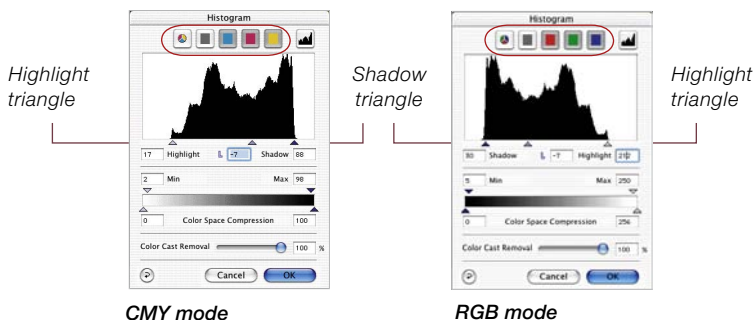 Histogram
Histogram
Highlight
triangle
Shadow
triangle
Highlight
triangle
17 Highlight L -7 Shadow 88
2 Min Max 98
0 Color Space Compression 100
Color Cast Removal 100 %
Cancel OK
Shadow L -7 Highlight 212
5 Min Max 250
0 Color Space Compression 256
Color Cast Removal 100 %
Cancel OK
CMY mode
RGB mode